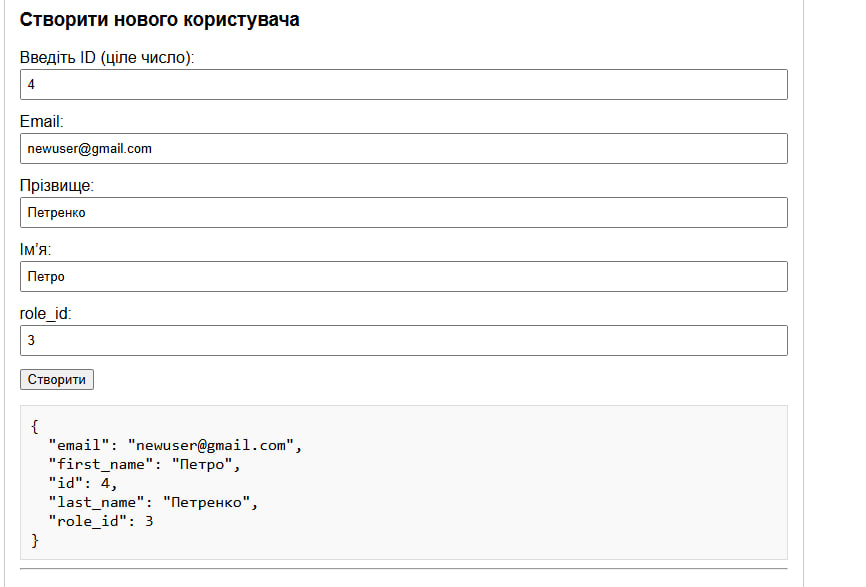 Створити нового користувача
Введіть ID (ціле число):
4
Email:
newuser@gmail.com
Прізвище:
Петренко
Ім’я:
Петро
role_id:
3
Створити
{
  "email": "newuser@gmail.com",
  "first_name": "Петро",
  "id": 4,
  "last_name": "Петренко",
  "role_id": 3
}